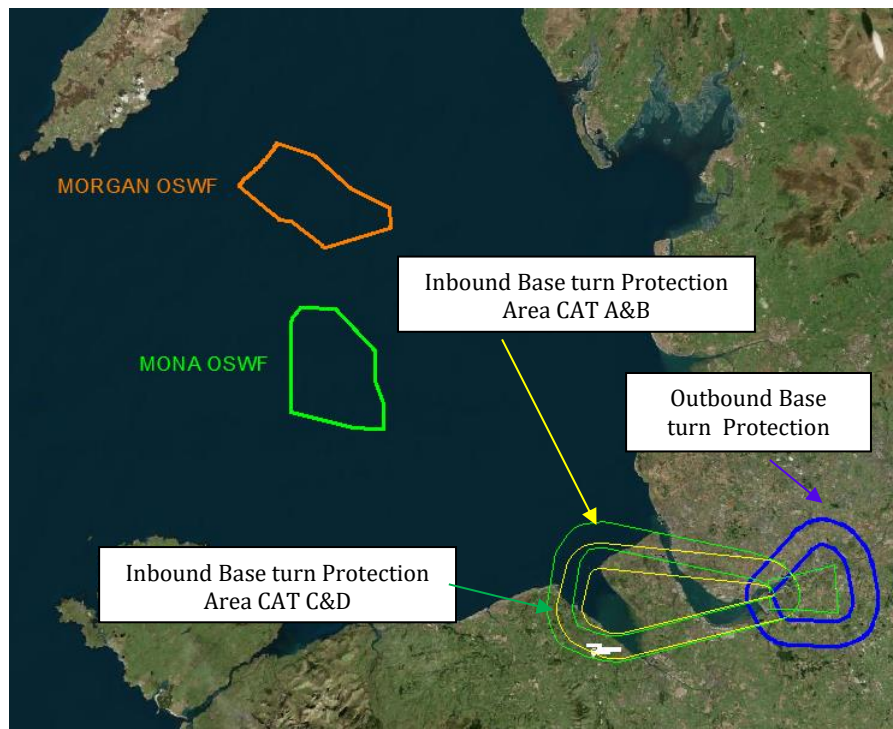 MORGAN OSWF
Inbound Base turn Protection
Area CAT A&B
MONA OSWF
Outbound Base
turn Protection
Inbound Base turn Protection
Area CAT C&D